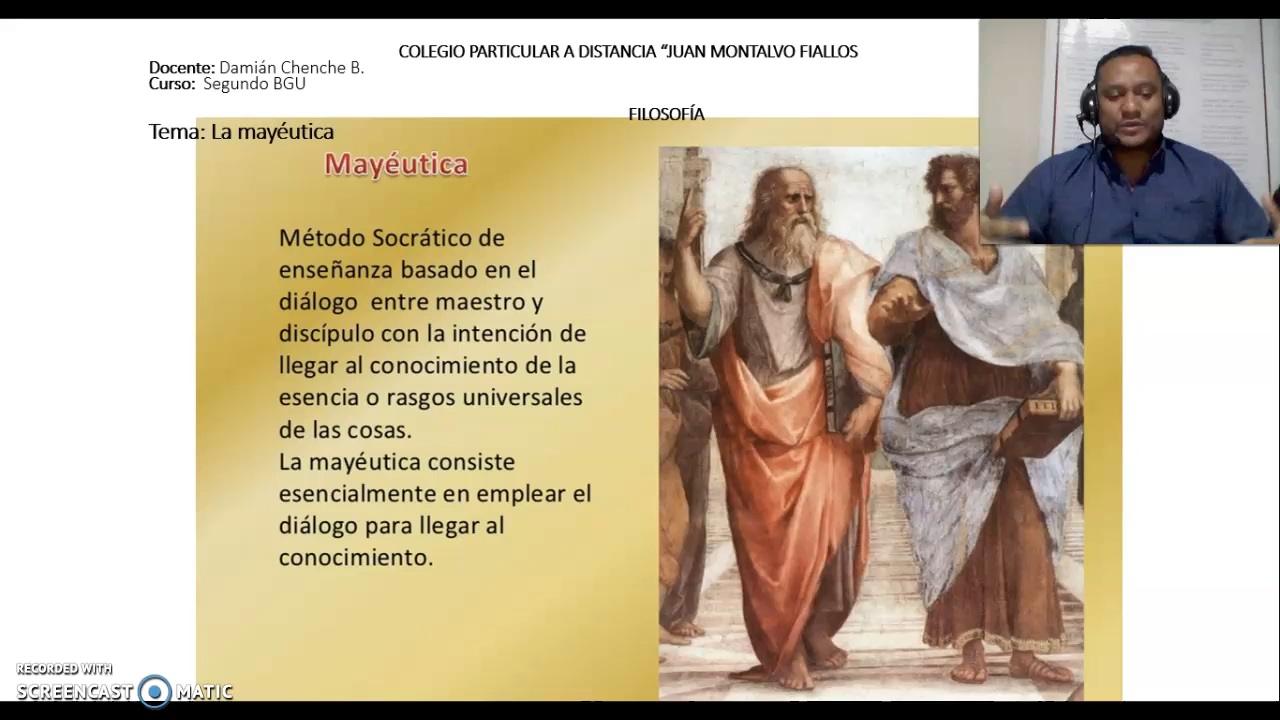 COLEGIO PARTICULAR A DISTANCIA “JUAN MONTALVO FIALLOS
Docente: Damián Chenche B.
Curso: Segundo BGU
FILOSOFÍA
Tema: La mayéutica
Mayéutica
Método Socrático de
enseñanza basado en el
diálogo entre maestro y
discípulo con la intención de
llegar al conocimiento de la
esencia o rasgos universales
de las cosas.
La mayéutica consiste
esencialmente en emplear el
diálogo para llegar al
conocimiento.
RECORDED WITH
SCREENCAST MATIC